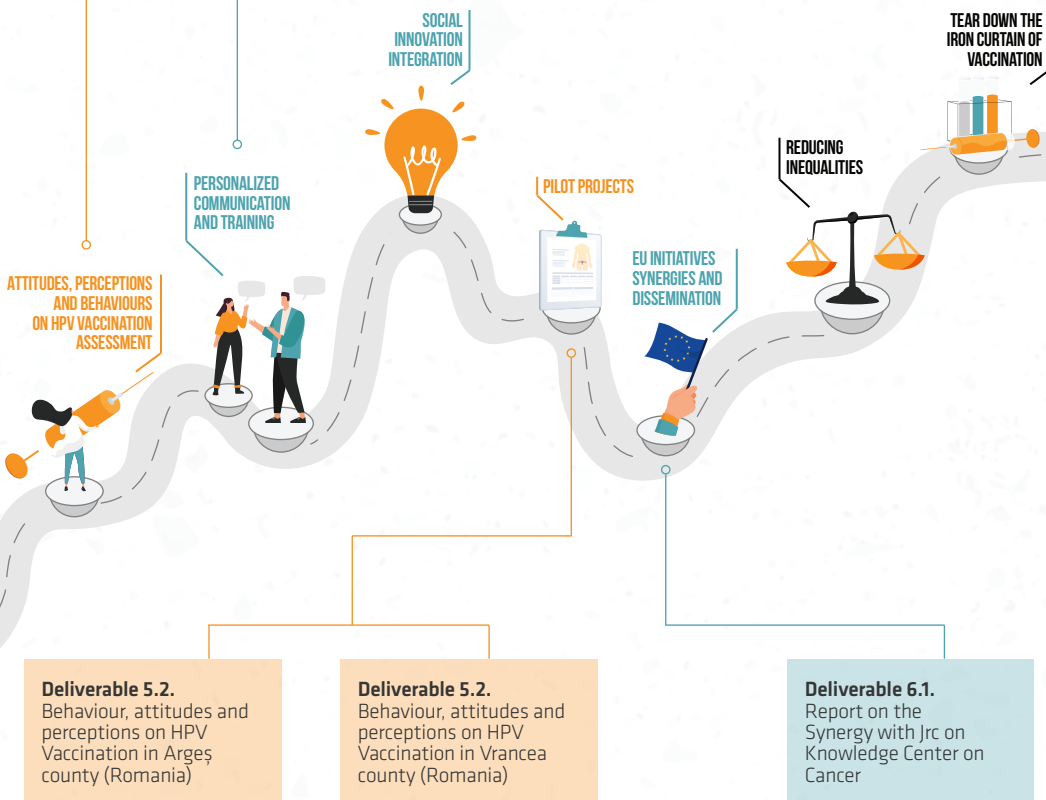 SOCIAL
INNOVATION
INTEGRATION
TEAR DOWN THE
IRON CURTAIN OF
VACCINATION
REDUCING
INEQUALITIES
PERSONALIZED
COMMUNICATION
AND TRAINING
PILOT PROJECTS
EU INITIATIVES
SYNERGIES AND
DISSEMINATION
ATTITUDES, PERCEPTIONS
AND BEHAVIOURS
ON HPV VACCINATION
ASSESSMENT
Deliverable 5.2.
Behaviour, attitudes and
perceptions on HPV
Vaccination in Argeș
county (Romania)
Deliverable 5.2.
Behaviour, attitudes and
perceptions on HPV
Vaccination in Vrancea
county (Romania)
Deliverable 6.1.
Report on the
Synergy with Jrc on
Knowledge Center on
Cancer